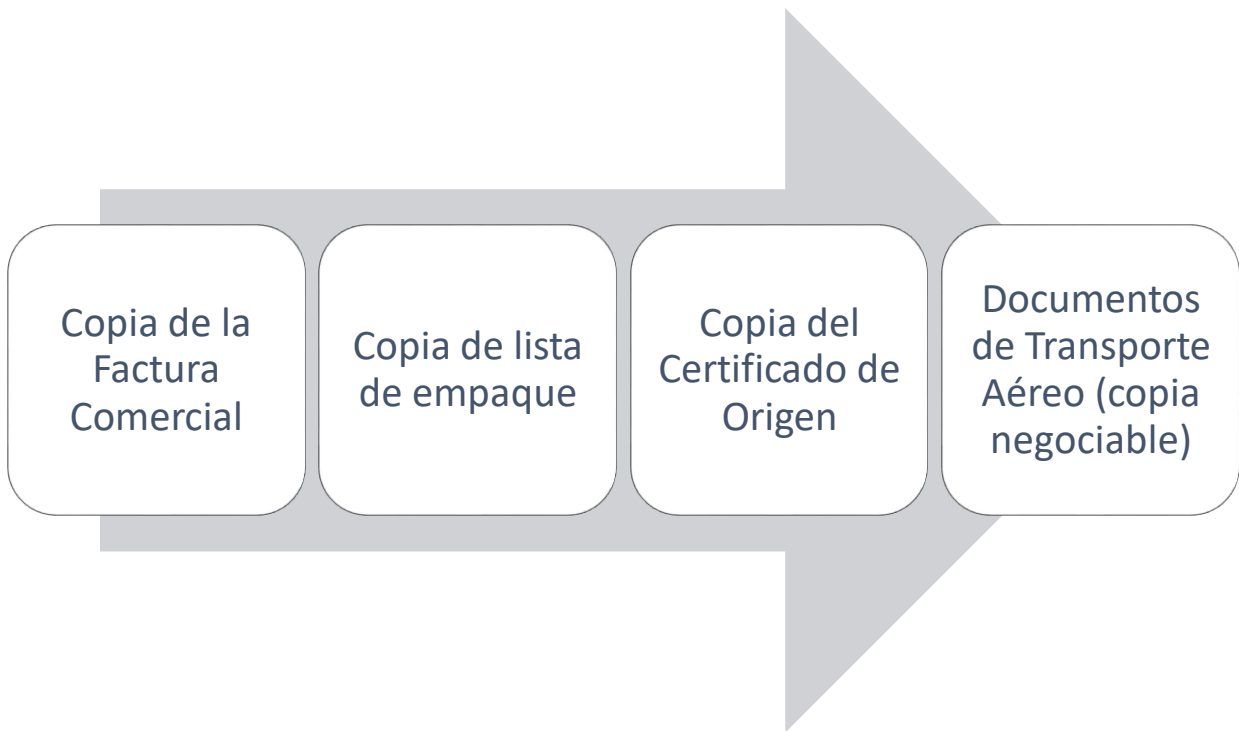 Copia de la
Factura
Comercial
Copia de lista
de empaque
Copia del
Certificado de
Origen
Documentos
de Transporte
Aéreo (copia
negociable)